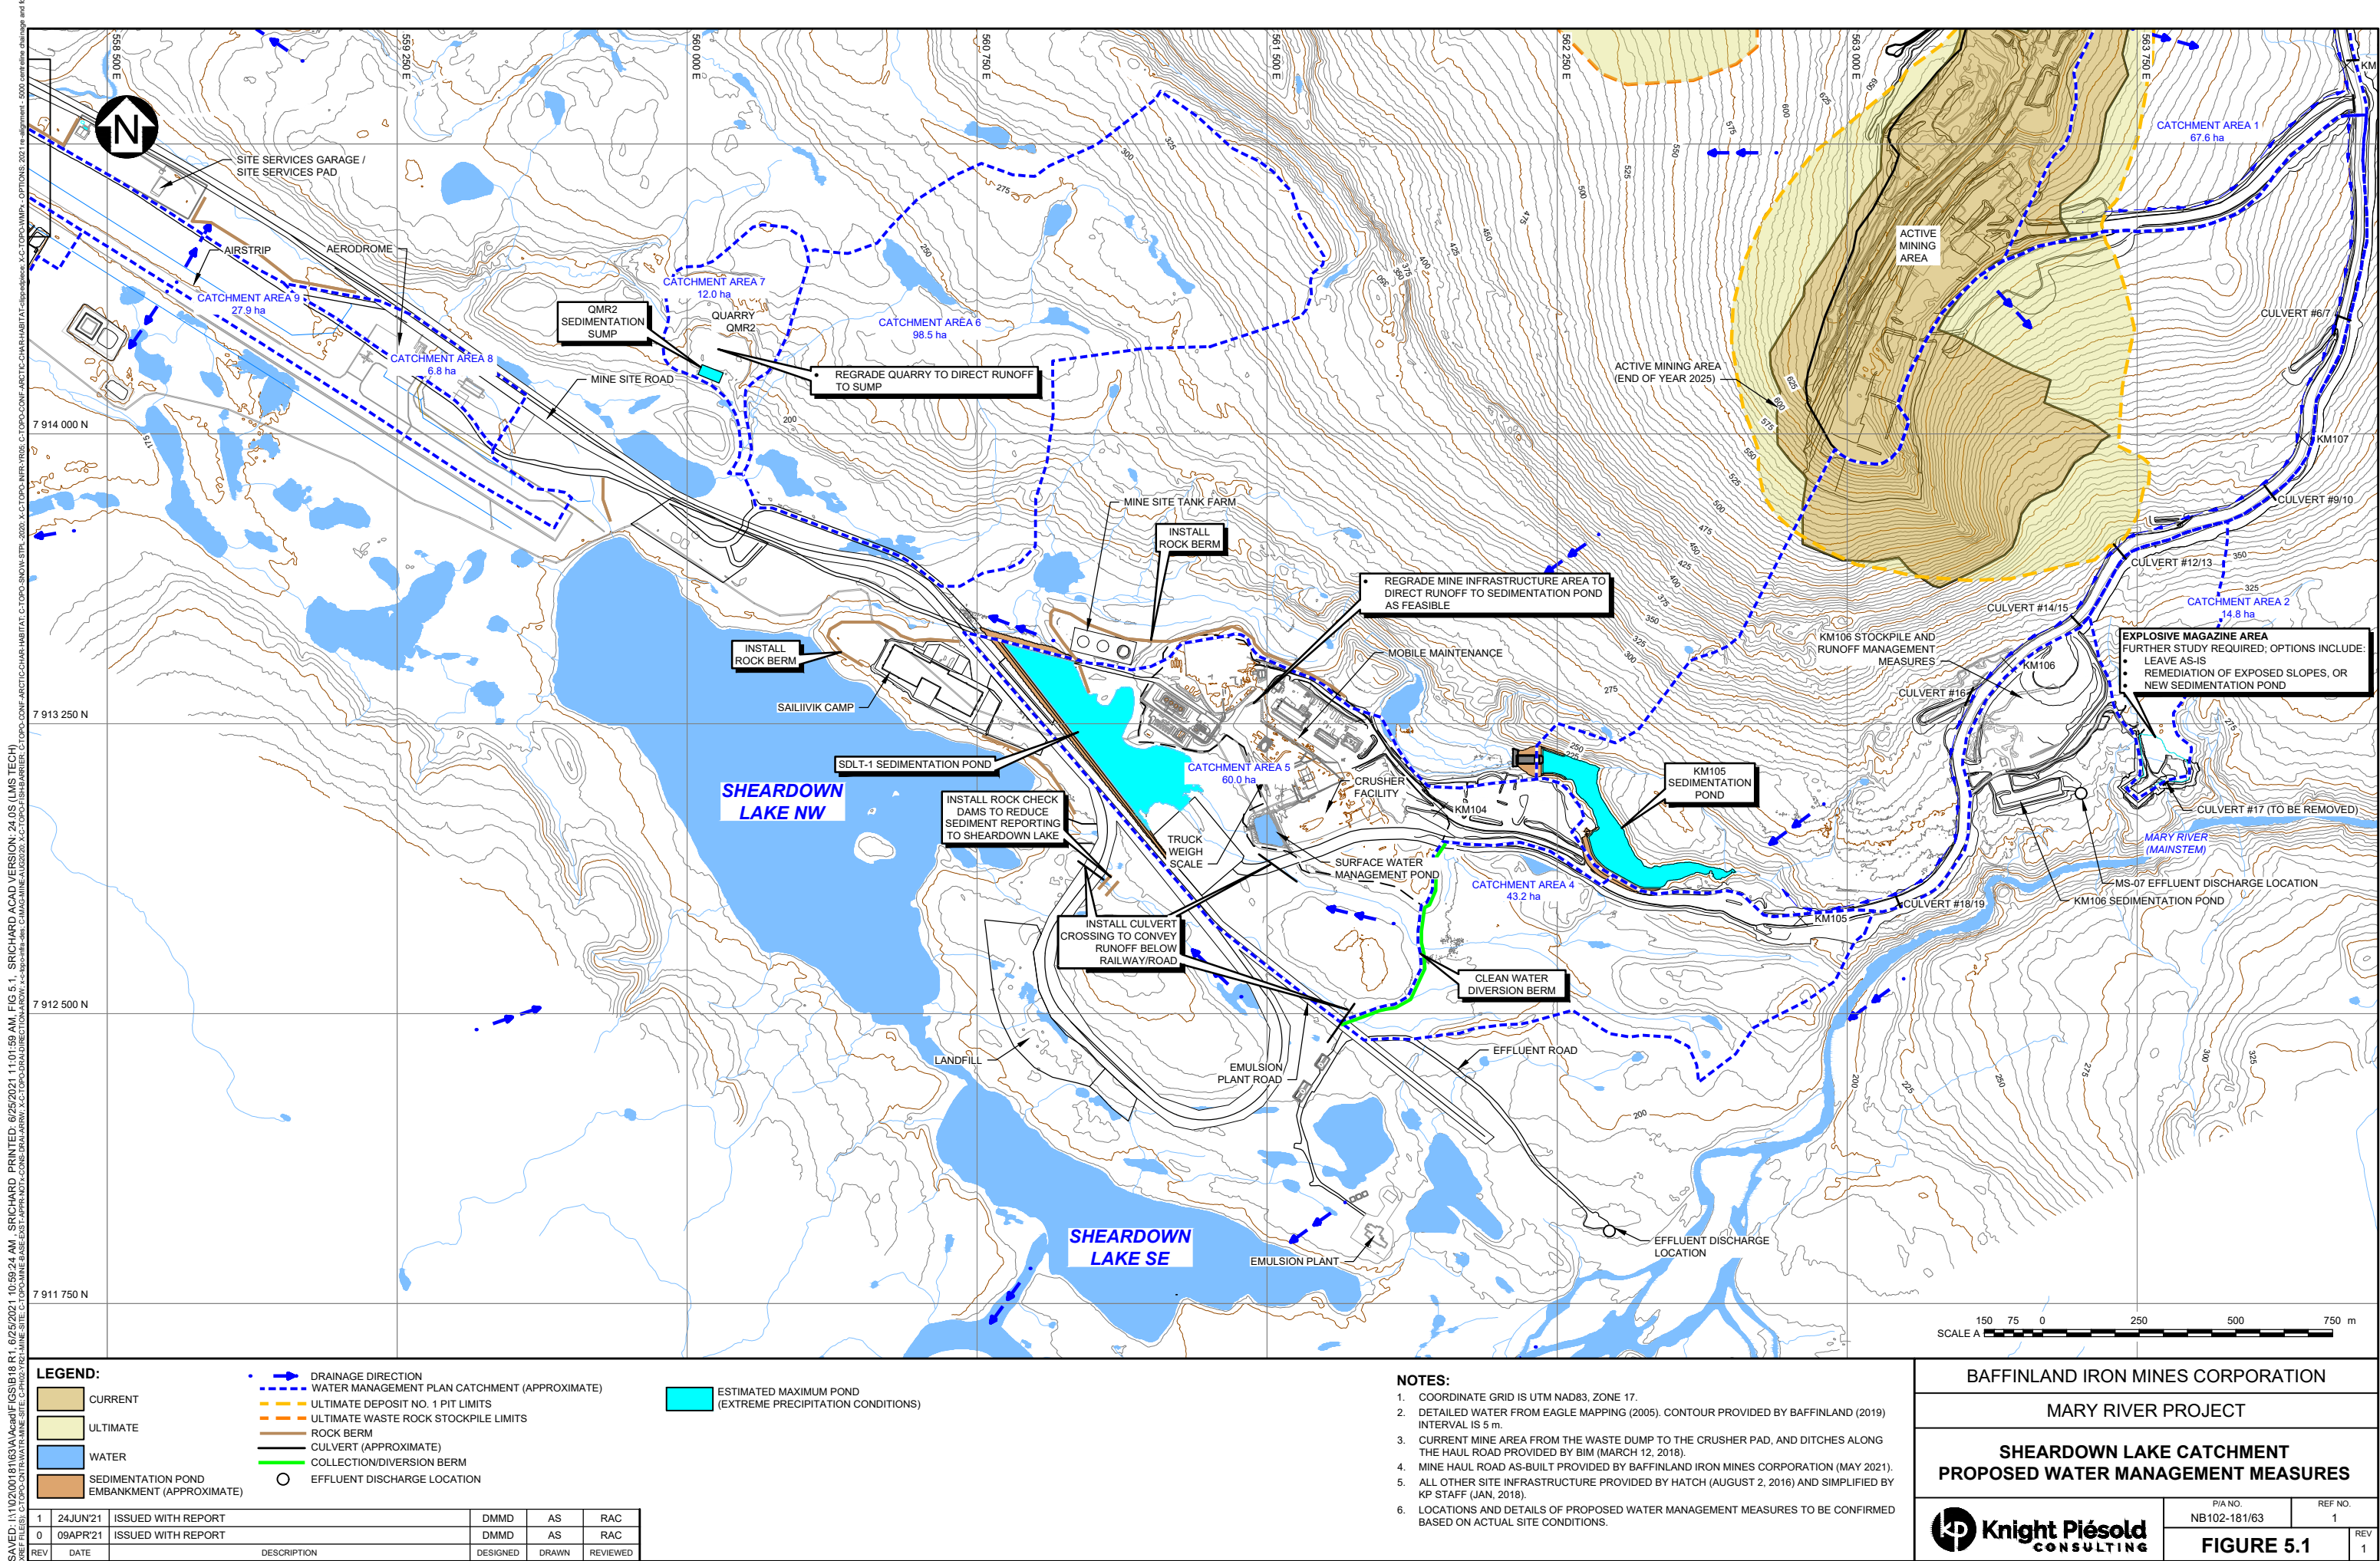 558 500 E
559 250 E
560 000 E
560 750 E
561 500 E
562 250 E
563 000 E
563 750 E
N
SITE SERVICES GARAGE /
SITE SERVICES PAD
AIRSTRIP
AERODROME
CATCHMENT AREA 9
27.9 ha
CATCHMENT AREA 8
6.8 ha
MINE SITE ROAD
QMR2
SEDIMENTATION
SUMP
CATCHMENT AREA 7
12.0 ha
QUARRY
QMR2
CATCHMENT AREA 6
98.5 ha
• REGRADE QUARRY TO DIRECT RUNOFF
TO SUMP
CATCHMENT AREA 1
67.6 ha
ACTIVE
MINING
AREA
ACTIVE MINING AREA
(END OF YEAR 2025)
CULVERT #6/7
KM107
CULVERT #9/10
CULVERT #12/13
CULVERT #14/15
CATCHMENT AREA 2
14.8 ha
7 914 000 N
MINE SITE TANK FARM
INSTALL
ROCK BERM
• REGRADE MINE INFRASTRUCTURE AREA TO
DIRECT RUNOFF TO SEDIMENTATION POND
AS FEASIBLE
INSTALL
ROCK BERM
MOBILE MAINTENANCE
KM106 STOCKPILE AND
RUNOFF MANAGEMENT
MEASURES
KM106
CULVERT #16
EXPLOSIVE MAGAZINE AREA
FURTHER STUDY REQUIRED; OPTIONS INCLUDE:
• LEAVE AS-IS
• REMEDIATION OF EXPOSED SLOPES, OR
• NEW SEDIMENTATION POND
SAILIIVIK CAMP
7 913 250 N
SDLT-1 SEDIMENTATION POND
CATCHMENT AREA 5
60.0 ha
CRUSHER
FACILITY
KM104
KM105
SEDIMENTATION
POND
SHEARDOWN
LAKE NW
INSTALL ROCK CHECK
DAMS TO REDUCE
SEDIMENT REPORTING
TO SHEARDOWN LAKE
TRUCK
WEIGH
SCALE
SURFACE WATER
MANAGEMENT POND
CATCHMENT AREA 4
43.2 ha
CULVERT #17 (TO BE REMOVED)
MARY RIVER
(MAINSTEM)
MS-07 EFFLUENT DISCHARGE LOCATION
KM106 SEDIMENTATION POND
CULVERT #18/19
KM105
INSTALL CULVERT
CROSSING TO CONVEY
RUNOFF BELOW
RAILWAY/ROAD
CLEAN WATER
DIVERSION BERM
7 912 500 N
LANDFILL
EMULSION
PLANT ROAD
EFFLUENT ROAD
SHEARDOWN
LAKE SE
EMULSION PLANT
EFFLUENT DISCHARGE
LOCATION
7 911 750 N
SCALE A
150 75 0 250 500 750 m
LEGEND:
CURRENT
ULTIMATE
WATER
SEDIMENTATION POND
EMBANKMENT (APPROXIMATE)
DRAINAGE DIRECTION
WATER MANAGEMENT PLAN CATCHMENT (APPROXIMATE)
ULTIMATE DEPOSIT NO. 1 PIT LIMITS
ULTIMATE WASTE ROCK STOCKPILE LIMITS
ROCK BERM
CULVERT (APPROXIMATE)
COLLECTION/DIVERSION BERM
EFFLUENT DISCHARGE LOCATION
ESTIMATED MAXIMUM POND
(EXTREME PRECIPITATION CONDITIONS)
NOTES:
1. COORDINATE GRID IS UTM NAD83, ZONE 17.
2. DETAILED WATER FROM EAGLE MAPPING (2005). CONTOUR PROVIDED BY BAFFINLAND (2019)
INTERVAL IS 5 m.
3. CURRENT MINE AREA FROM THE WASTE DUMP TO THE CRUSHER PAD, AND DITCHES ALONG
THE HAUL ROAD PROVIDED BY BIM (MARCH 12, 2018).
4. MINE HAUL ROAD AS-BUILT PROVIDED BY BAFFINLAND IRON MINES CORPORATION (MAY 2021).
5. ALL OTHER SITE INFRASTRUCTURE PROVIDED BY HATCH (AUGUST 2, 2016) AND SIMPLIFIED BY
KP STAFF (JAN, 2018).
6. LOCATIONS AND DETAILS OF PROPOSED WATER MANAGEMENT MEASURES TO BE CONFIRMED
BASED ON ACTUAL SITE CONDITIONS.
BAFFINLAND IRON MINES CORPORATION
MARY RIVER PROJECT
SHEARDOWN LAKE CATCHMENT
PROPOSED WATER MANAGEMENT MEASURES
kp Knight Piésold
CONSULTING
P/A NO.
NB102-181/63
REF NO.
1
FIGURE 5.1
REV
1
1 24JUN'21 ISSUED WITH REPORT DMMD AS RAC
0 09APR'21 ISSUED WITH REPORT DMMD AS RAC
REV DATE DESCRIPTION DESIGNED DRAWN REVIEWED